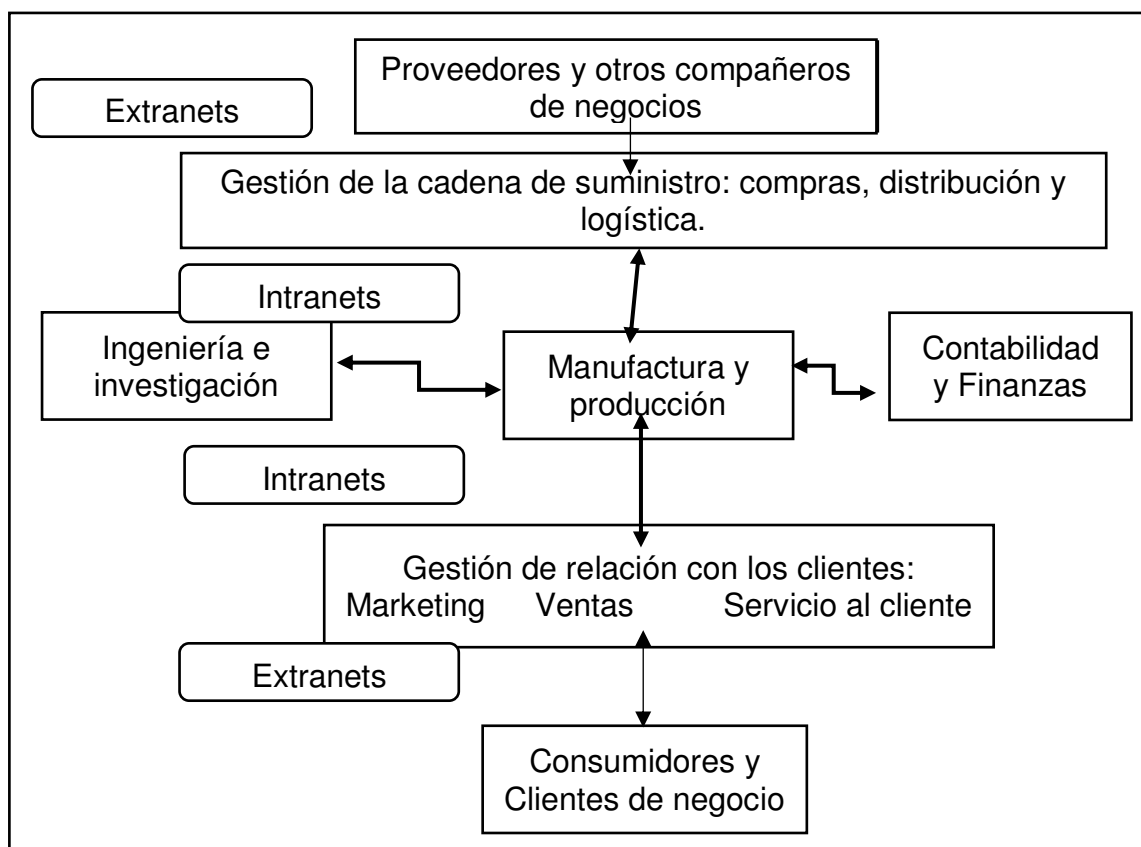 Proveedores y otros compañeros
de negocios
Extranets
Gestión de la cadena de suministro: compras, distribución y
logística.
Intranets
Ingeniería e
investigación
Manufactura y
producción
Contabilidad
y Finanzas
Intranets
Gestión de relación con los clientes:
Marketing Ventas Servicio al cliente
Extranets
Consumidores y
Clientes de negocio